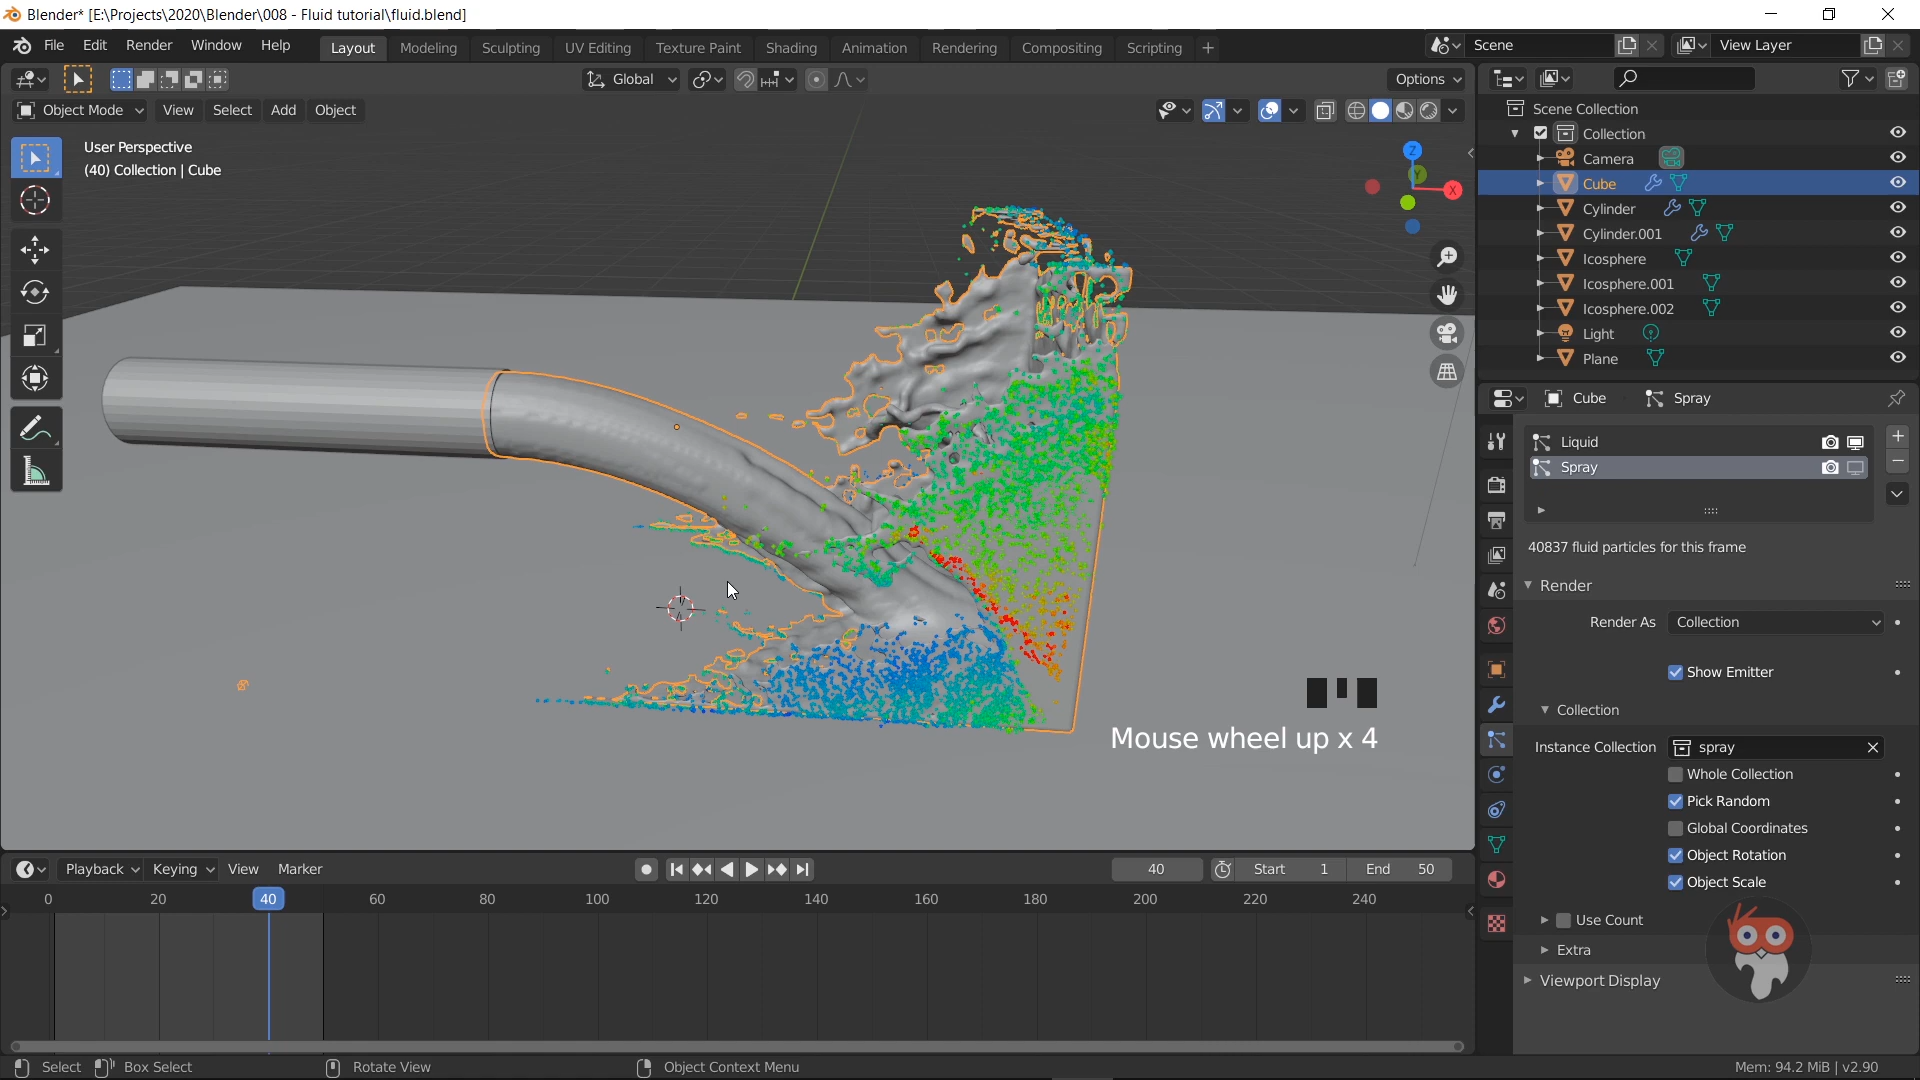 Blender* [E:\Projects\2020\Blender\008 - Fluid tutorial\fluid.blend]
File Edit Render Window Help
Layout Modeling Sculpting UV Editing Texture Paint Shading Animation Rendering Compositing Scripting +
Scene
View Layer
Global
Options
Object Mode View Select Add Object
User Perspective
(40) Collection | Cube
Z
Y
X
Scene Collection
Collection
Camera
Cube
Cylinder
Cylinder.001
Icosphere
Icosphere.001
Icosphere.002
Light
Plane
Cube Spray
Liquid
Spray
40837 fluid particles for this frame
Render
Render As Collection
Show Emitter
Collection
Instance Collection spray
Whole Collection
Pick Random
Global Coordinates
Object Rotation
Object Scale
Use Count
Extra
Viewport Display
Mouse wheel up x 4
Playback Keying View Marker
40 Start 1 End 50
0 20 40 60 80 100 120 140 160 180 200 220 240
Select Box Select Rotate View Object Context Menu
Mem: 94.2 MiB | v2.90